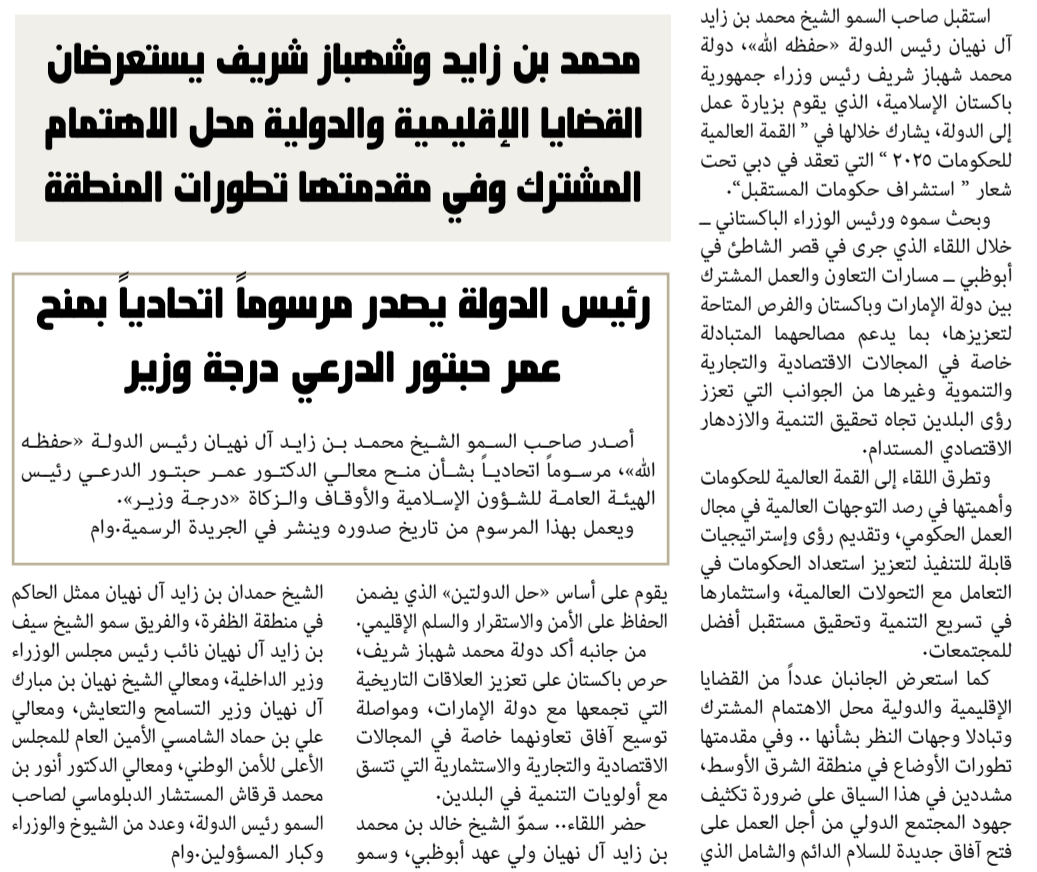 محمد بن زايد وشهباز شريف يستعرضان
القضايا الإقليمية والدولية محل الاهتمام
المشترك وفي مقدمتها تطورات المنطقة
استقبل صاحب السمو الشيخ محمد بن زايد
آل نهيان رئيس الدولة «حفظه الله»، دولة
محمد شهباز شريف رئيس وزراء جمهورية
باكستان الإسلامية، الذي يقوم بزيارة عمل
إلى الدولة، يشارك خلالها في ” القمة العالمية
للحكومات ٢٠٢٥ “ التي تعقد في دبي تحت
شعار ” استشراف حكومات المستقبل“.
وبحث سموه ورئيس الوزراء الباكستاني ــ
خلال اللقاء الذي جرى في قصر الشاطئ في
أبوظبي ــ مسارات التعاون والعمل المشترك
بين دولة الإمارات وباكستان والفرص المتاحة
لتعزيزها، بما يدعم مصالحهما المتبادلة
خاصة في المجالات الاقتصادية والتجارية
والتنموية وغيرها من الجوانب التي تعزز
رؤى البلدين تجاه تحقيق التنمية والازدهار
الاقتصادي المستدام.
وتطرق اللقاء إلى القمة العالمية للحكومات
وأهميتها في رصد التوجهات العالمية في مجال
العمل الحكومي، وتقديم رؤى وإستراتيجيات
قابلة للتنفيذ لتعزيز استعداد الحكومات في
التعامل مع التحولات العالمية، واستثمارها
في تسريع التنمية وتحقيق مستقبل أفضل
للمجتمعات.
كما استعرض الجانبان عدداً من القضايا
الإقليمية والدولية محل الاهتمام المشترك
وتبادلا وجهات النظر بشأنها .. وفي مقدمتها
تطورات الأوضاع في منطقة الشرق الأوسط،
مشددين في هذا السياق على ضرورة تكثيف
جهود المجتمع الدولي من أجل العمل على
فتح آفاق جديدة للسلام الدائم والشامل الذي
يقوم على أساس «حل الدولتين» الذي يضمن
الحفاظ على الأمن والاستقرار والسلم الإقليمي.
من جانبه أكد دولة محمد شهباز شريف،
حرص باكستان على تعزيز العلاقات التاريخية
التي تجمعها مع دولة الإمارات، ومواصلة
توسيع آفاق تعاونهما خاصة في المجالات
الاقتصادية والتجارية والاستثمارية التي تتسق
مع أولويات التنمية في البلدين.
حضر اللقاء.. سموّ الشيخ خالد بن محمد
بن زايد آل نهيان ولي عهد أبوظبي، وسمو
الشيخ حمدان بن زايد آل نهيان ممثل الحاكم
في منطقة الظفرة، والفريق سمو الشيخ سيف
بن زايد آل نهيان نائب رئيس مجلس الوزراء
وزير الداخلية، ومعالي الشيخ نهيان بن مبارك
آل نهيان وزير التسامح والتعايش، ومعالي
علي بن حماد الشامسي الأمين العام للمجلس
الأعلى للأمن الوطني، ومعالي الدكتور أنور بن
محمد قرقاش المستشار الدبلوماسي لصاحب
السمو رئيس الدولة، وعدد من الشيوخ والوزراء
وكبار المسؤولين.وام
رئيس الدولة يصدر مرسوماً اتحادياً بمنح
عمر حبتور الدرعي درجة وزير
أصدر صاحب السمو الشيخ محمد بن زايد آل نهيان رئيس الدولة «حفظه
الله»، مرسوماً اتحادياً بشأن منح معالي الدكتور عمر حبتور الدرعي رئيس
الهيئة العامة للشؤون الإسلامية والأوقاف والزكاة «درجة وزير».
ويعمل بهذا المرسوم من تاريخ صدوره وينشر في الجريدة الرسمية.وام